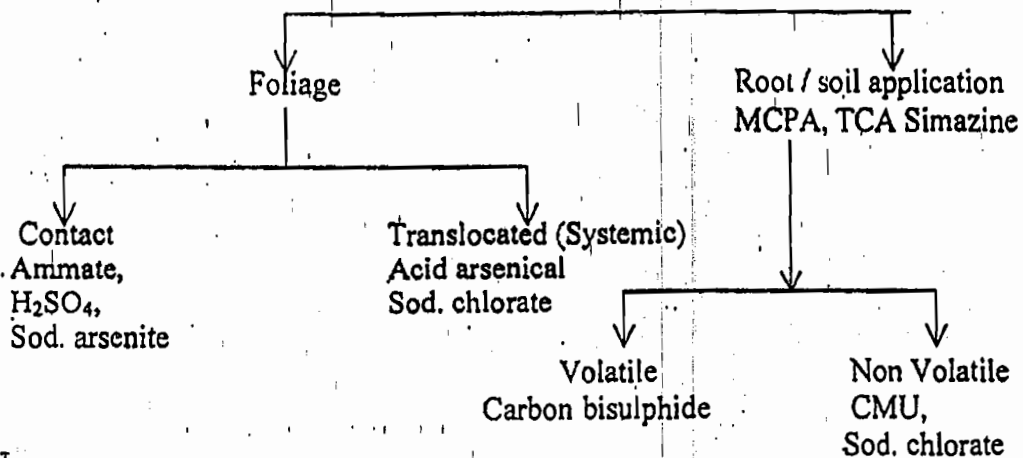 Foliage
Root / soil application
MCPA, TCA Simazine
Contact
Ammate,
H₂SO₄,
Sod. arsenite
Translocated (Systemic)
Acid arsenical
Sod. chlorate
Volatile
Carbon bisulphide
Non Volatile
CMU,
Sod. chlorate